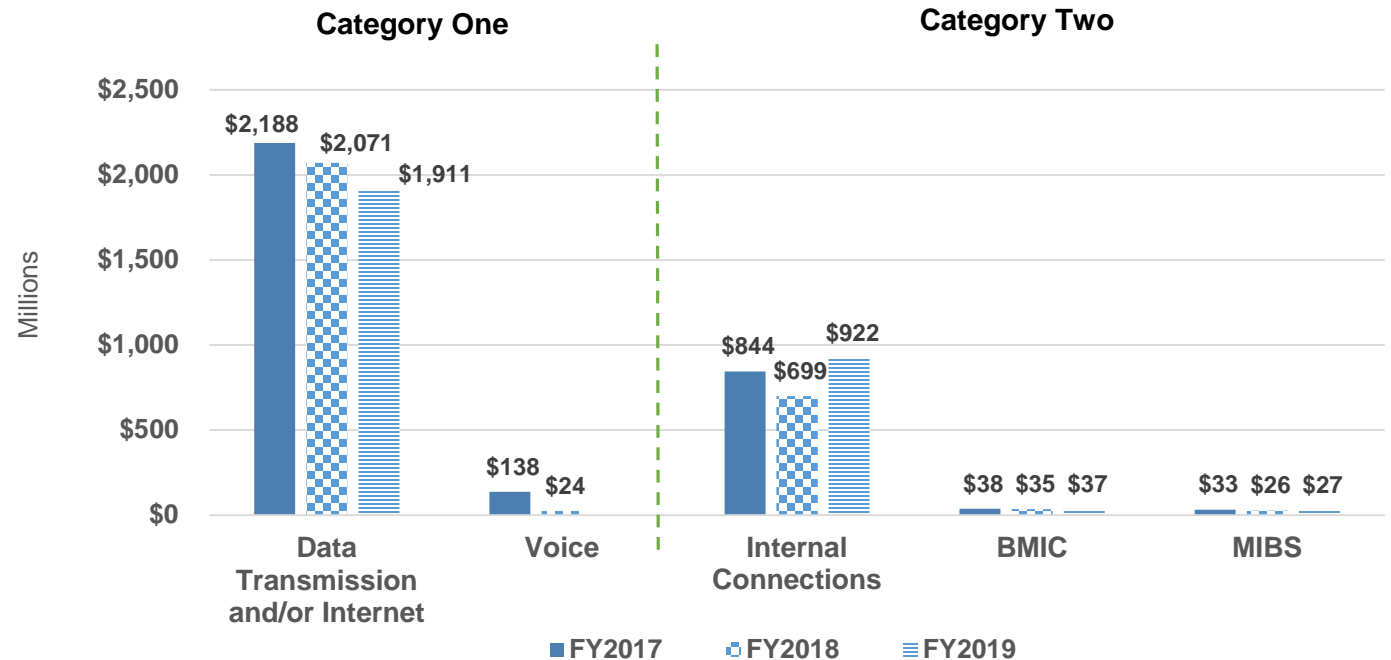 Category One
Category Two
Millions
$2,500
$2,000
$1,500
$1,000
$500
$0
$2,188
$2,071
$1,911
$138
$24
$844
$699
$922
$38
$35
$37
$33
$26
$27
Data
Transmission
and/or Internet
Voice
Internal
Connections
BMIC
MIBS
FY2017
FY2018
FY2019